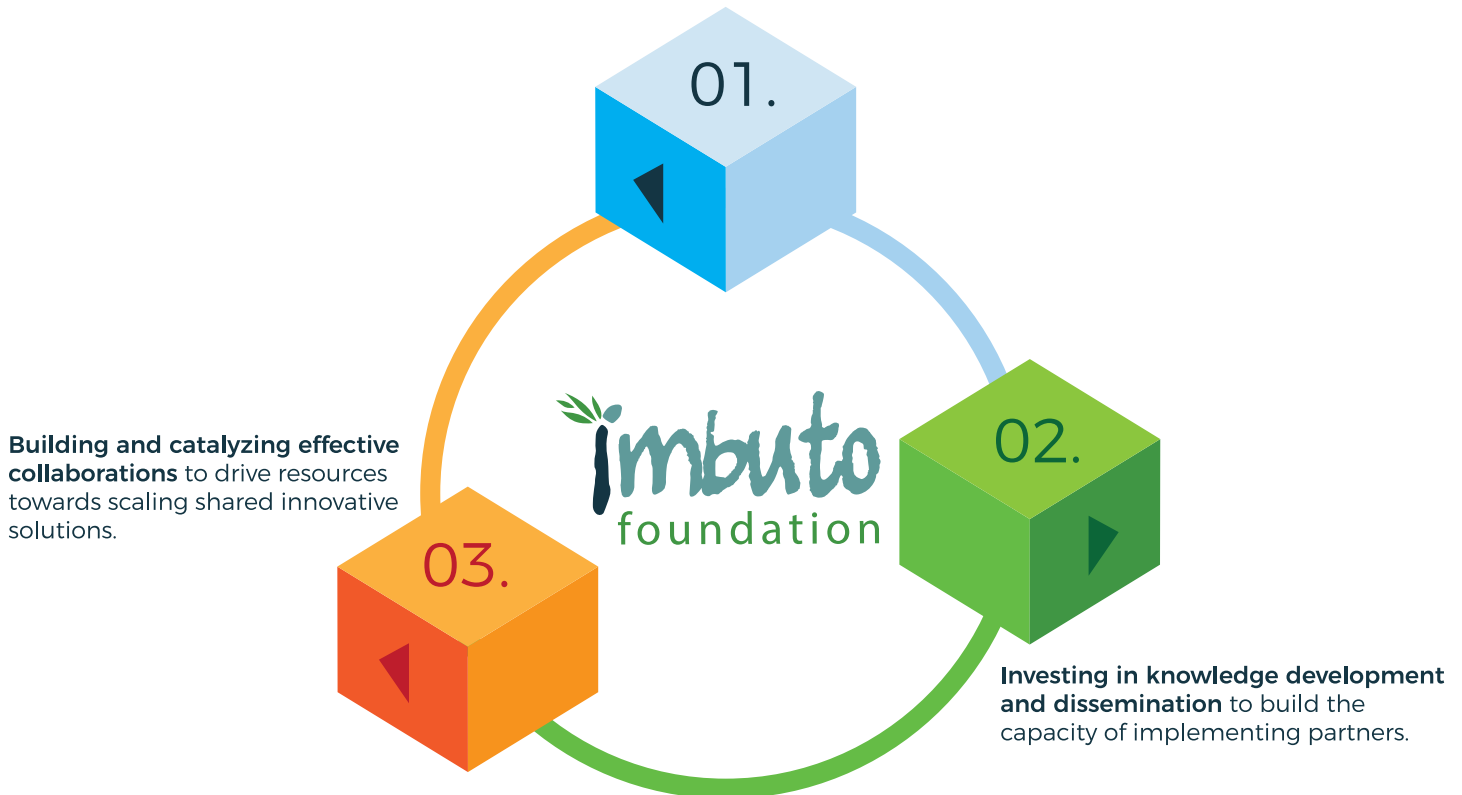 01.
imbuto
foundation
02.
Building and catalyzing effective
collaborations to drive resources
towards scaling shared innovative
solutions.
03.
Investing in knowledge development
and dissemination to build the
capacity of implementing partners.